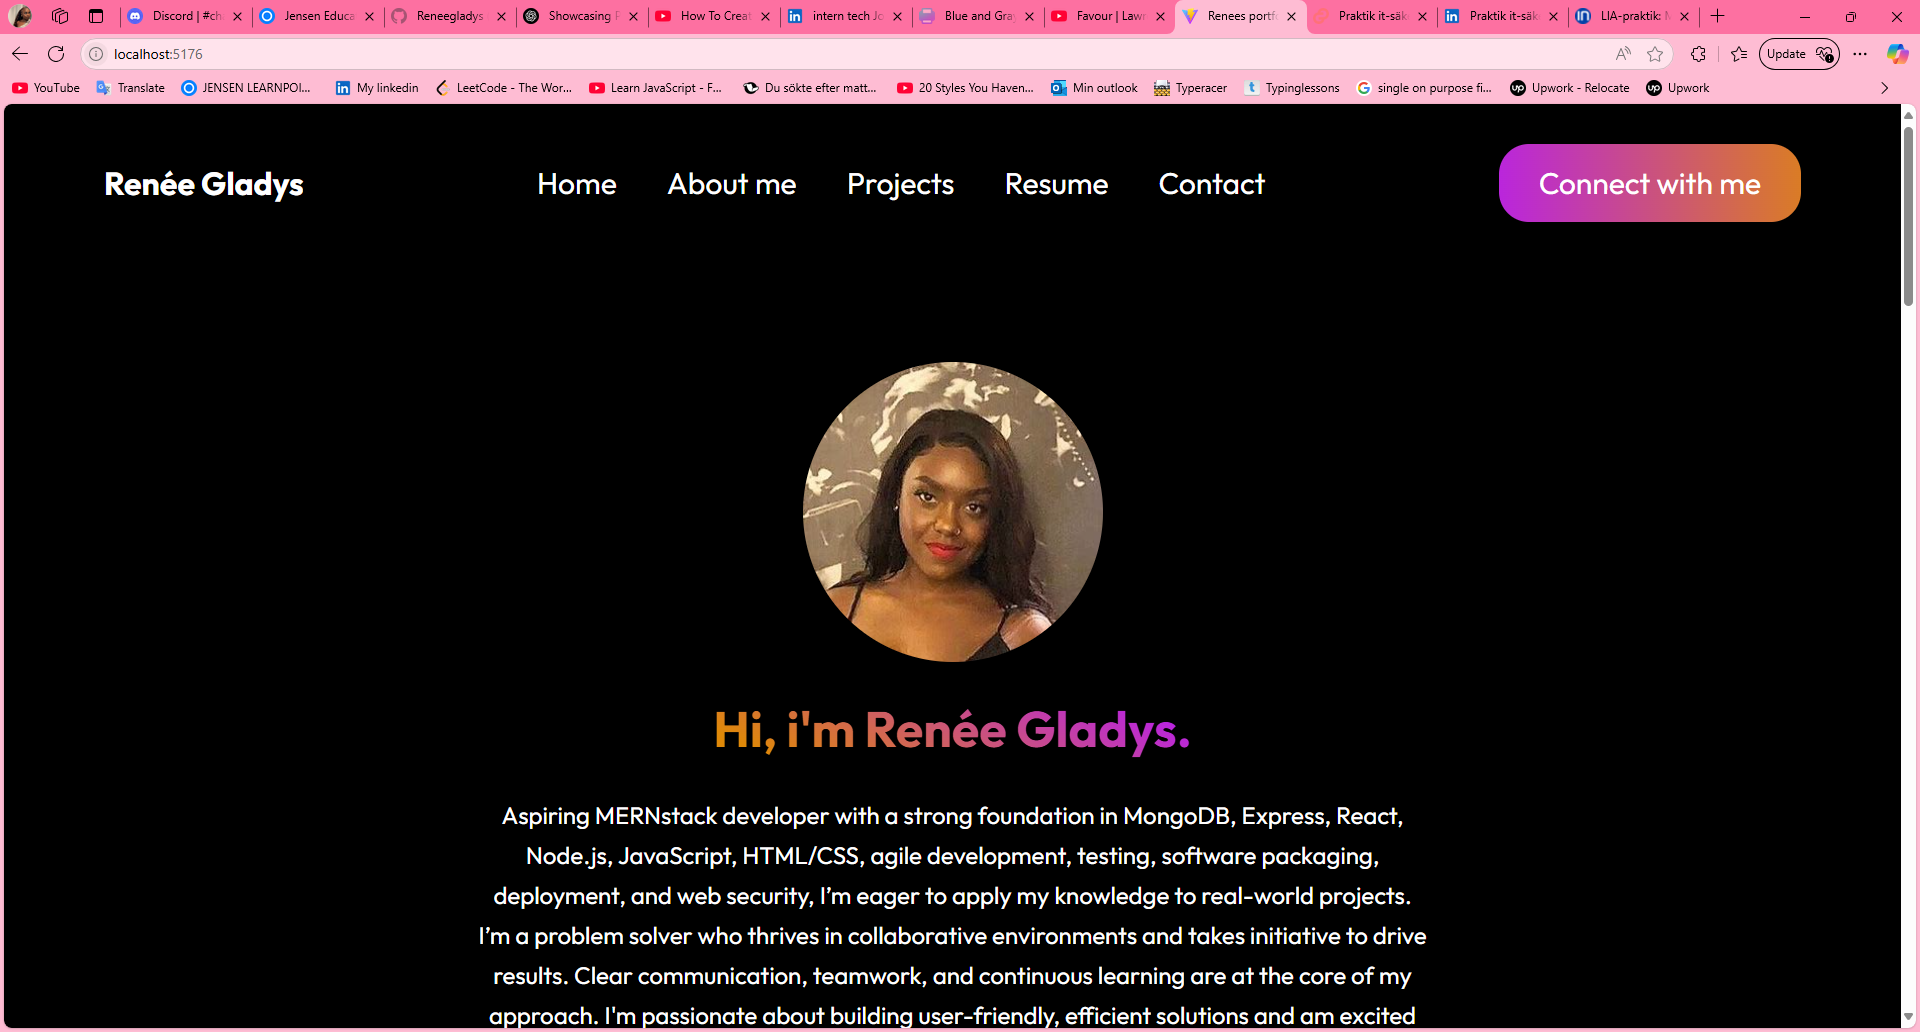 Discord | #ch
Jensen Educa
Reneegladys
Showcasing P
How To Creat
intern tech Jo
Blue and Gra
Favour | Law
Renees portf
Praktik it-säk
Praktik it-säk
LIA-praktik:
localhost:5176
Update
YouTube
Translate
JENSEN LEARNPOI...
My linkedin
LeetCode - The Wor...
Learn JavaScript - F...
Du sökte efter matt...
20 Styles You Haven...
Min outlook
Typeracer
Typinglessons
single on purpose fi...
Upwork - Relocate
Upwork
Renée Gladys
Home
About me
Projects
Resume
Contact
Connect with me
Hi, i'm Renée Gladys.
Aspiring MERNstack developer with a strong foundation in MongoDB, Express, React,
Node.js, JavaScript, HTML/CSS, agile development, testing, software packaging,
deployment, and web security, I’m eager to apply my knowledge to real-world projects.
I’m a problem solver who thrives in collaborative environments and takes initiative to drive
results. Clear communication, teamwork, and continuous learning are at the core of my
approach. I'm passionate about building user-friendly, efficient solutions and am excited